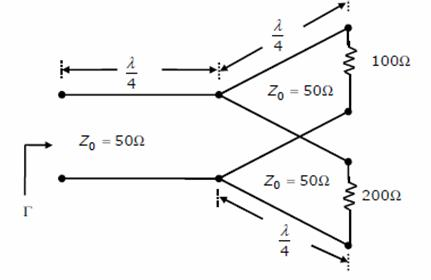 λ/4
λ/4
100Ω
Z₀ = 50Ω
Z₀ = 50Ω
Z₀ = 50Ω
200Ω
Γ
λ/4